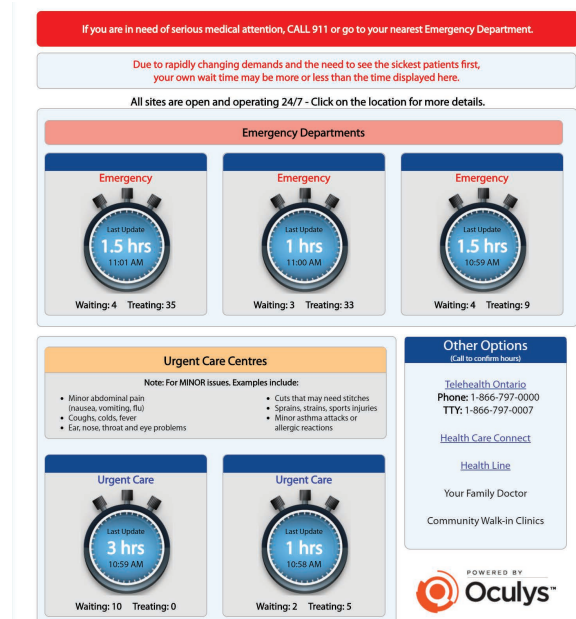 If you are in need of serious medical attention, CALL 911 or go to your nearest Emergency Department.
Due to rapidly changing demands and the need to see the sickest patients first,
your own wait time may be more or less than the time displayed here.
All sites are open and operating 24/7 - Click on the location for more details.
Emergency Departments
Emergency
Last Update
1.5 hrs
11:01 AM
Waiting: 4 Treating: 35
Emergency
Last Update
1 hrs
11:00 AM
Waiting: 3 Treating: 33
Emergency
Last Update
1.5 hrs
10:59 AM
Waiting: 4 Treating: 9
Urgent Care Centres
Note: For MINOR issues. Examples include:
• Minor abdominal pain
(nausea, vomiting, flu)
• Coughs, colds, fever
• Ear, nose, throat and eye problems
• Cuts that may need stitches
• Sprains, strains, sports injuries
• Minor asthma attacks or
allergic reactions
Urgent Care
Last Update
3 hrs
10:59 AM
Waiting: 10 Treating: 0
Urgent Care
Last Update
1 hrs
10:58 AM
Waiting: 2 Treating: 5
Other Options
(Call to confirm hours)
Telehealth Ontario
Phone: 1-866-797-0000
TTY: 1-866-797-0007
Health Care Connect
Health Line
Your Family Doctor
Community Walk-in Clinics
POWERED BY
Oculys™